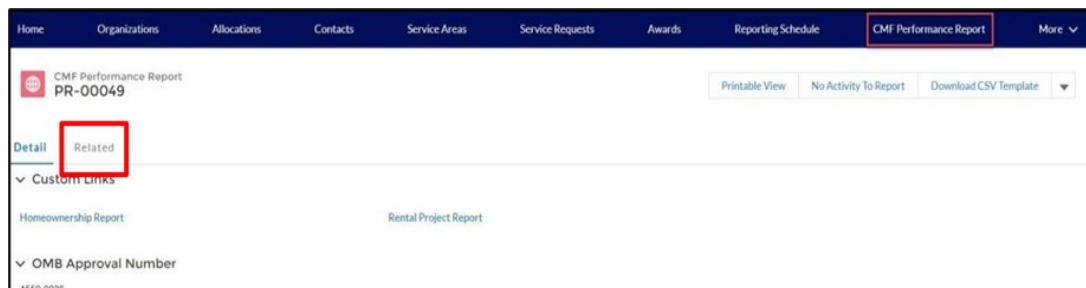 Home Organizations Allocations Contacts Service Areas Service Requests Awards Reporting Schedule CMF Performance Report More
CMF Performance Report
PR-00049
Printable View No Activity To Report Download CSV Template
Detail Related
Custom Links
Homeownership Report Rental Project Report
OMB Approval Number